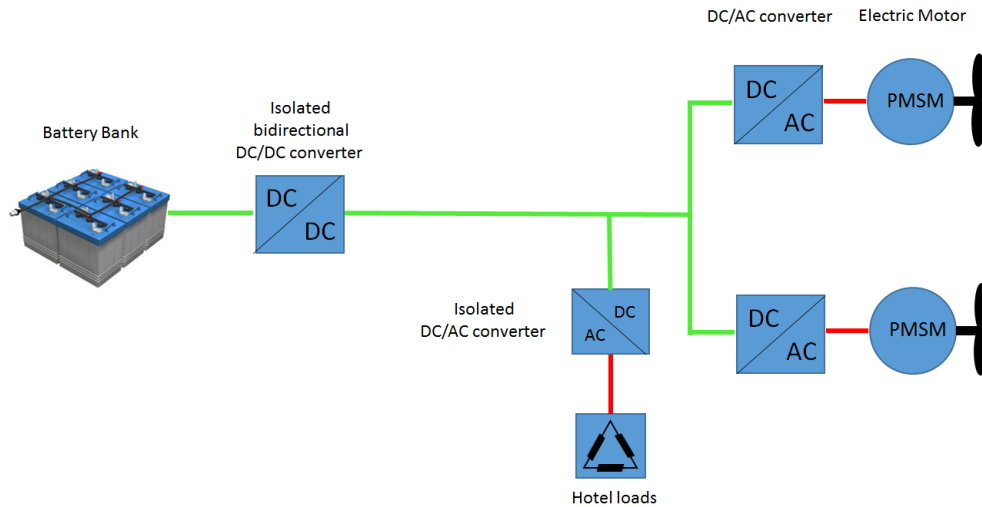 DC/AC converter
Electric Motor
Battery Bank
Isolated
bidirectional
DC/DC converter
DC
AC
PMSM
DC
DC
Isolated
DC/AC converter
DC
AC
DC
AC
PMSM
Hotel loads